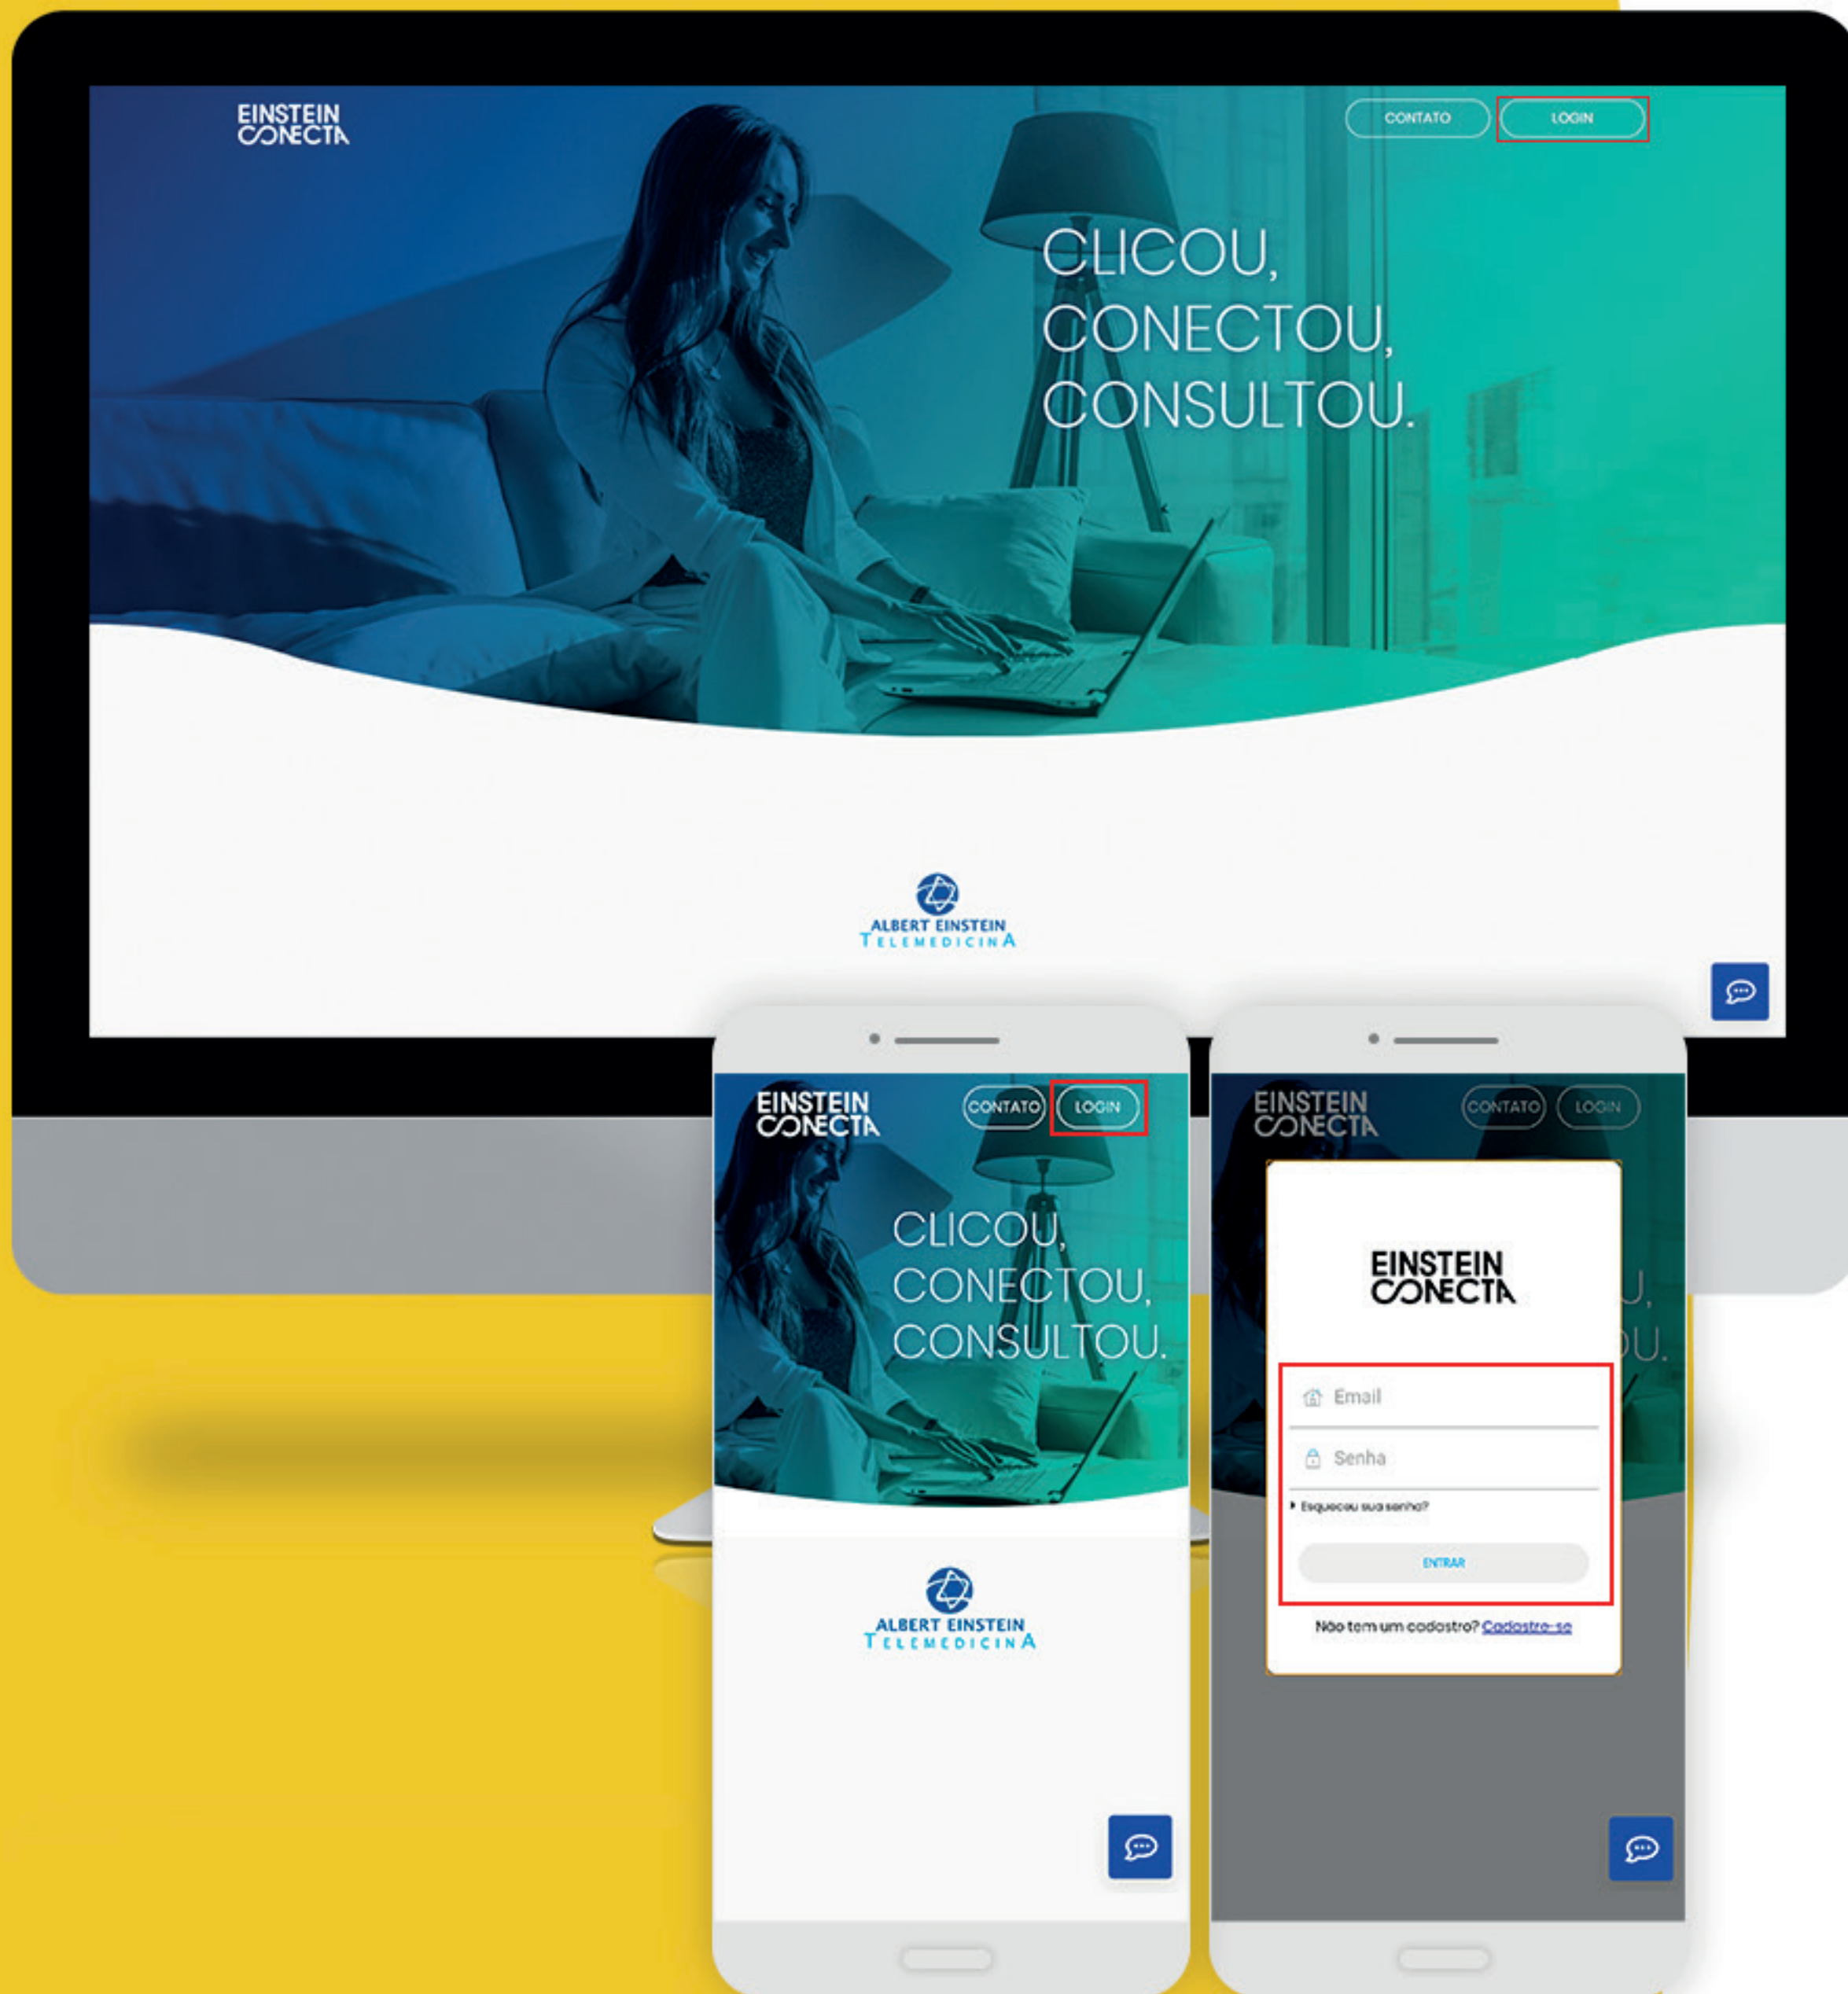 EINSTEIN
CONECTA
CONTATO
LOGIN
CLICOU,
CONECTOU,
CONSULTOU.
ALBERT EINSTEIN
TELEMEDICINA
EINSTEIN
CONECTA
CONTATO
LOGIN
CLICOU,
CONECTOU,
CONSULTOU.
ALBERT EINSTEIN
TELEMEDICINA
EINSTEIN
CONECTA
CONTATO
LOGIN
U,
OU.
EINSTEIN
CONECTA
Email
Senha
Esqueceu sua senha?
ENTRAR
Não tem um cadastro? Cadastre-se